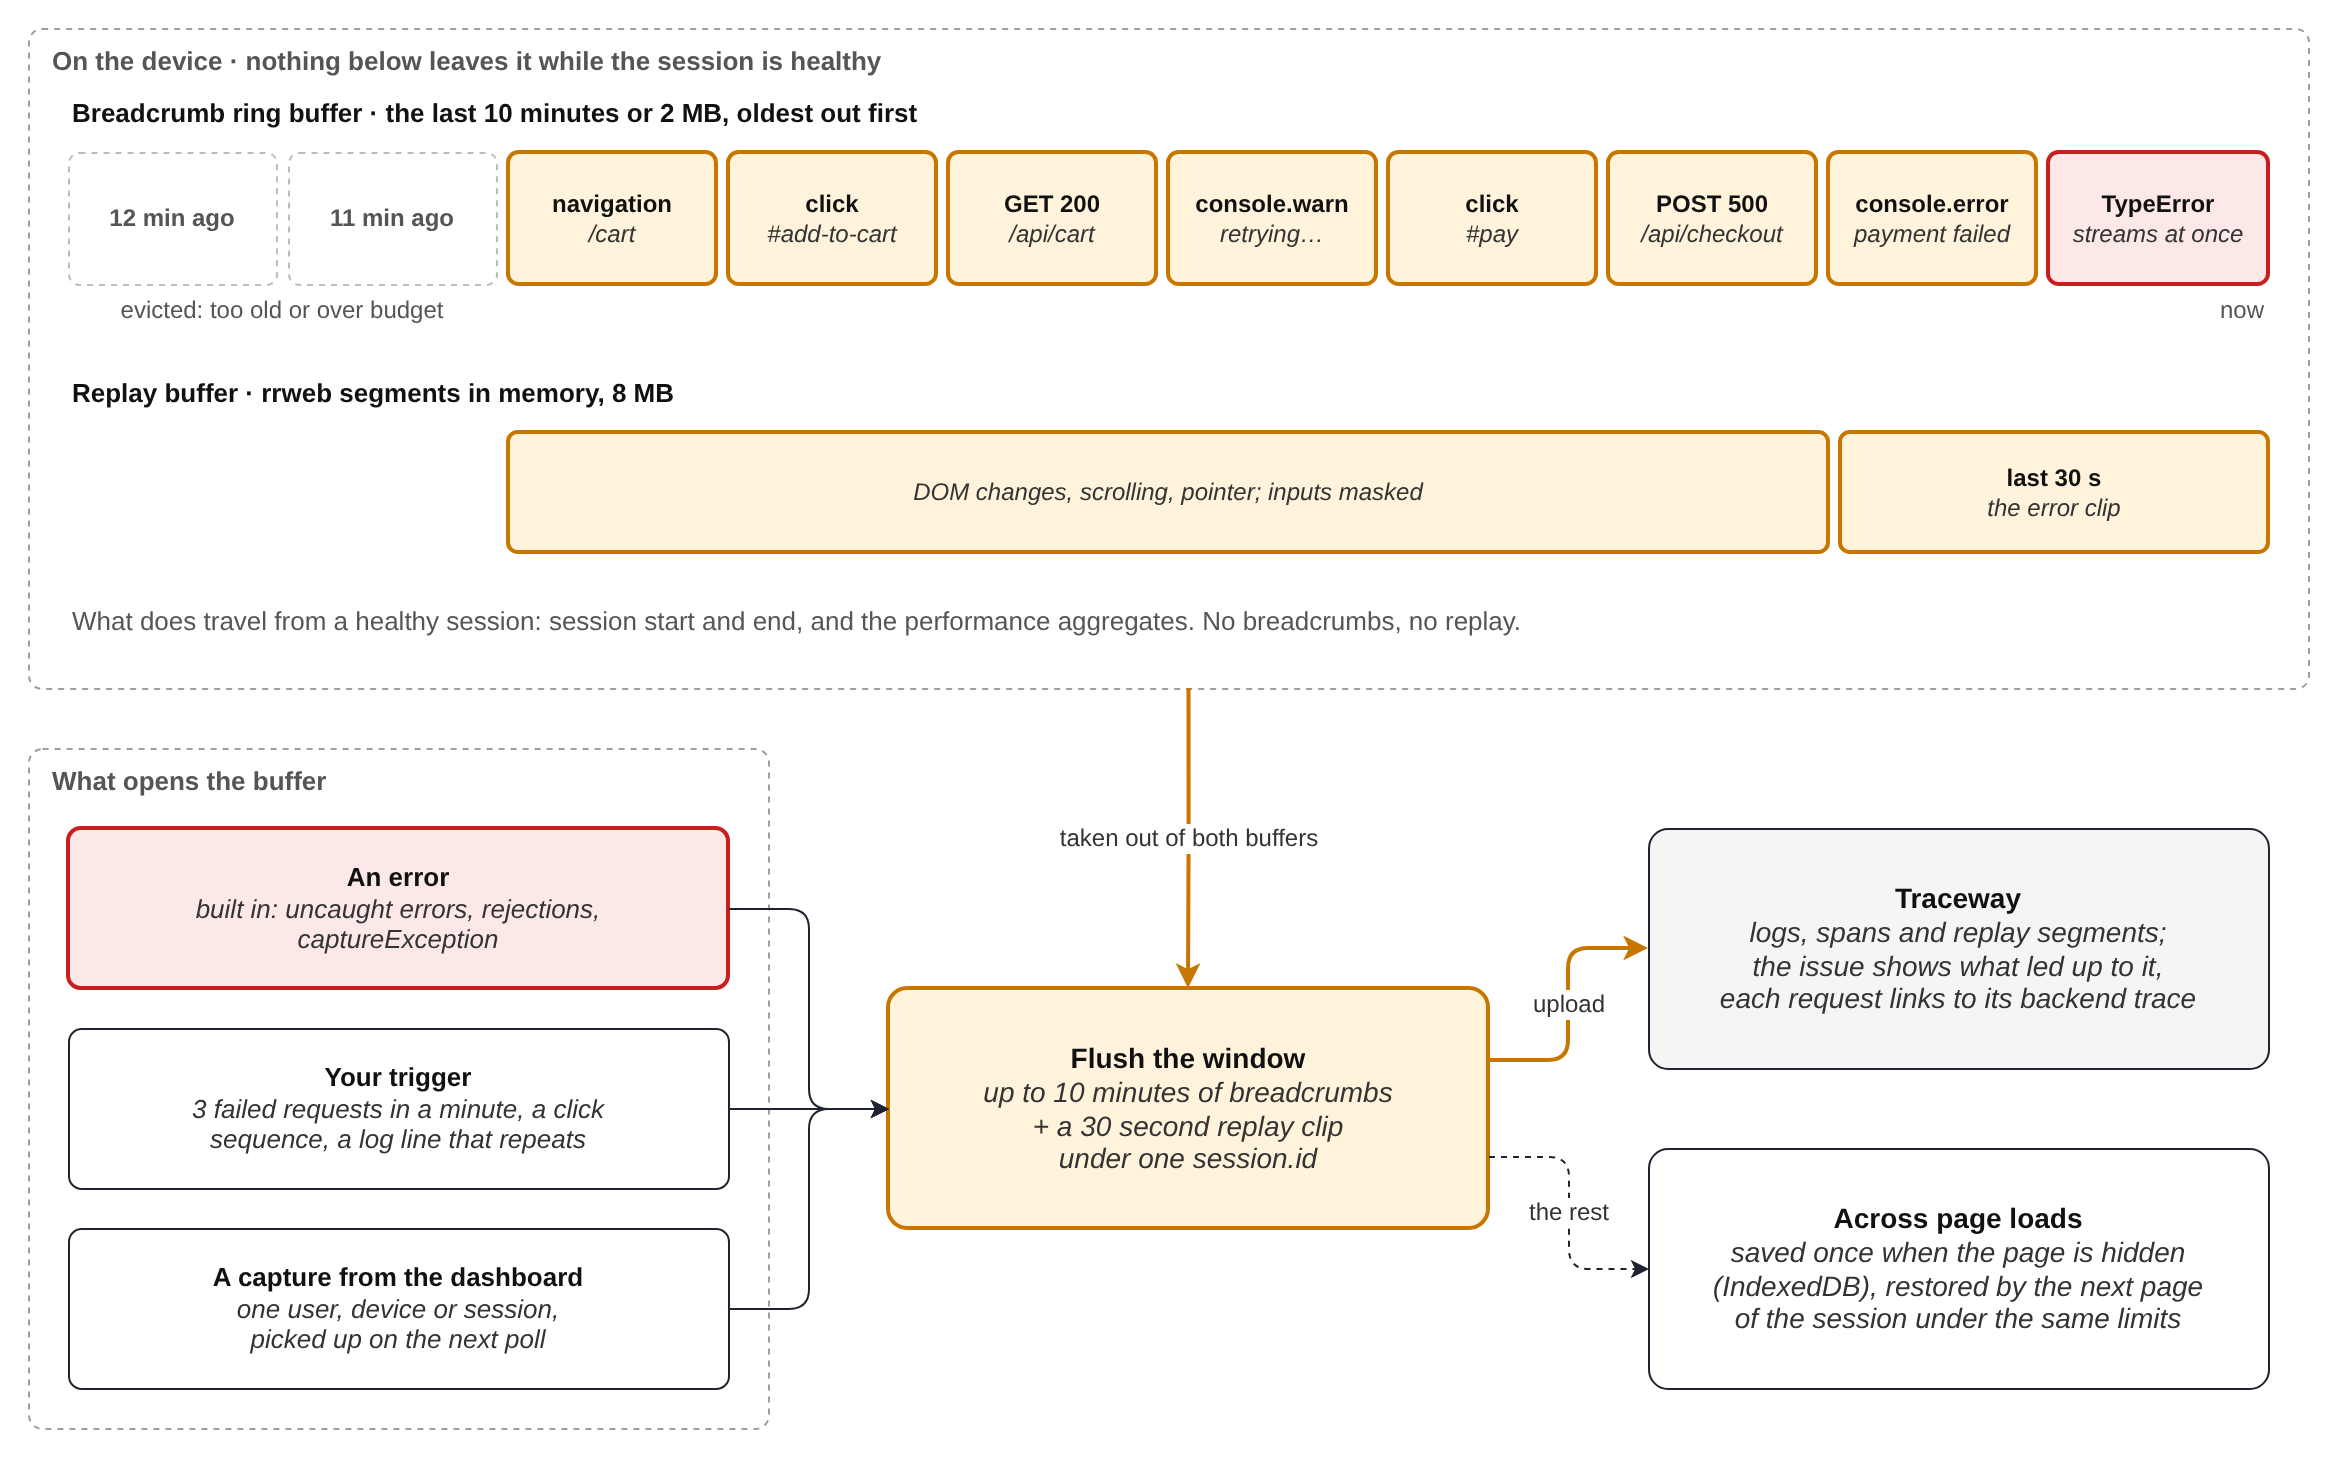 On the device · nothing below leaves it while the session is healthy
Breadcrumb ring buffer · the last 10 minutes or 2 MB, oldest out first
12 min ago
11 min ago
navigation
/cart
click
#add-to-cart
GET 200
/api/cart
console.warn
retrying…
click
#pay
POST 500
/api/checkout
console.error
payment failed
TypeError
streams at once
evicted: too old or over budget
now
Replay buffer · rrweb segments in memory, 8 MB
DOM changes, scrolling, pointer; inputs masked
last 30 s
the error clip
What does travel from a healthy session: session start and end, and the performance aggregates. No breadcrumbs, no replay.
What opens the buffer
An error
built in: uncaught errors, rejections,
captureException
Your trigger
3 failed requests in a minute, a click
sequence, a log line that repeats
A capture from the dashboard
one user, device or session,
picked up on the next poll
taken out of both buffers
Flush the window
up to 10 minutes of breadcrumbs
+ a 30 second replay clip
under one session.id
upload
the rest
Traceway
logs, spans and replay segments;
the issue shows what led up to it,
each request links to its backend trace
Across page loads
saved once when the page is hidden
(IndexedDB), restored by the next page
of the session under the same limits